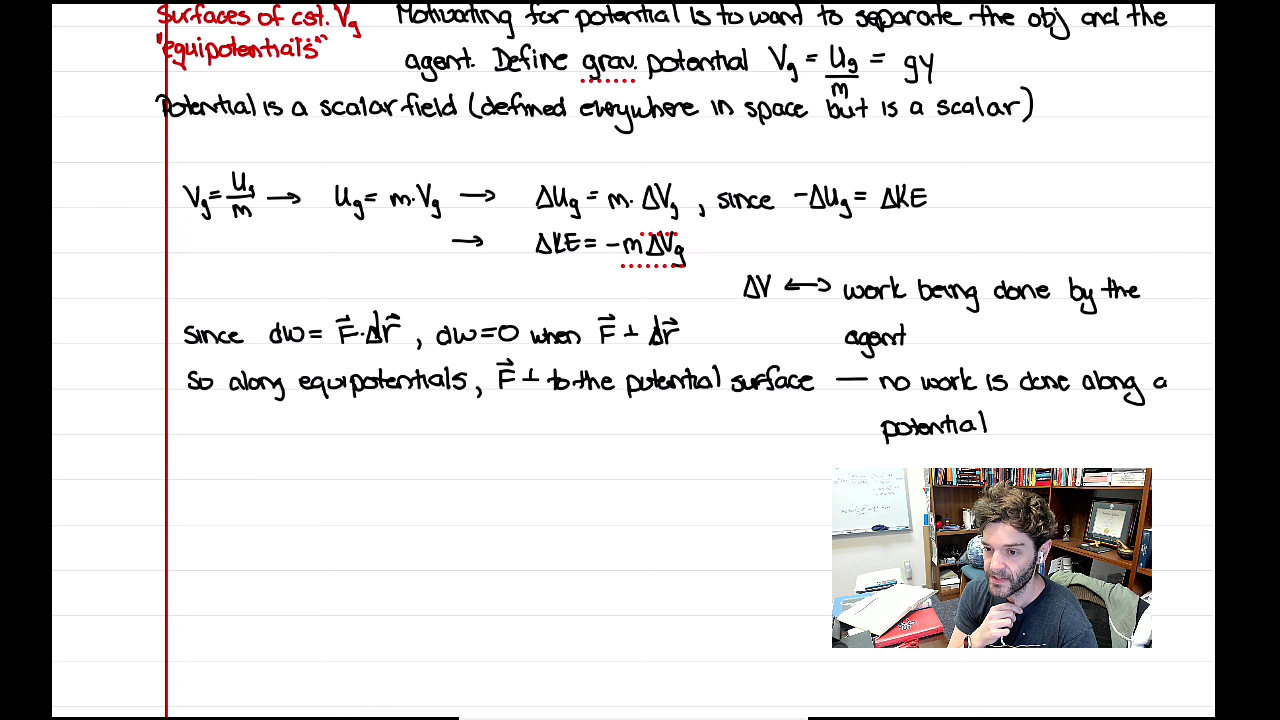 Surfaces of cst. Vg
"equipotentials"
Motivating for potential is to want to separate the obj and the
agent. Define grav. potential Vg = Ug/m = gy
Potential is a scalar field (defined everywhere in space but is a scalar)
Vg = Ug/m → Ug = m·Vg → ΔUg = m·ΔVg, since -ΔUg = ΔKE
→ ΔKE = -mΔVg
ΔV ↔ work being done by the
agent
since dw = F⃗·dr⃗, dw=0 when F⃗ ⊥ dr⃗
So along equipotentials, F⃗ ⊥ to the potential surface — no work is done along a
potential